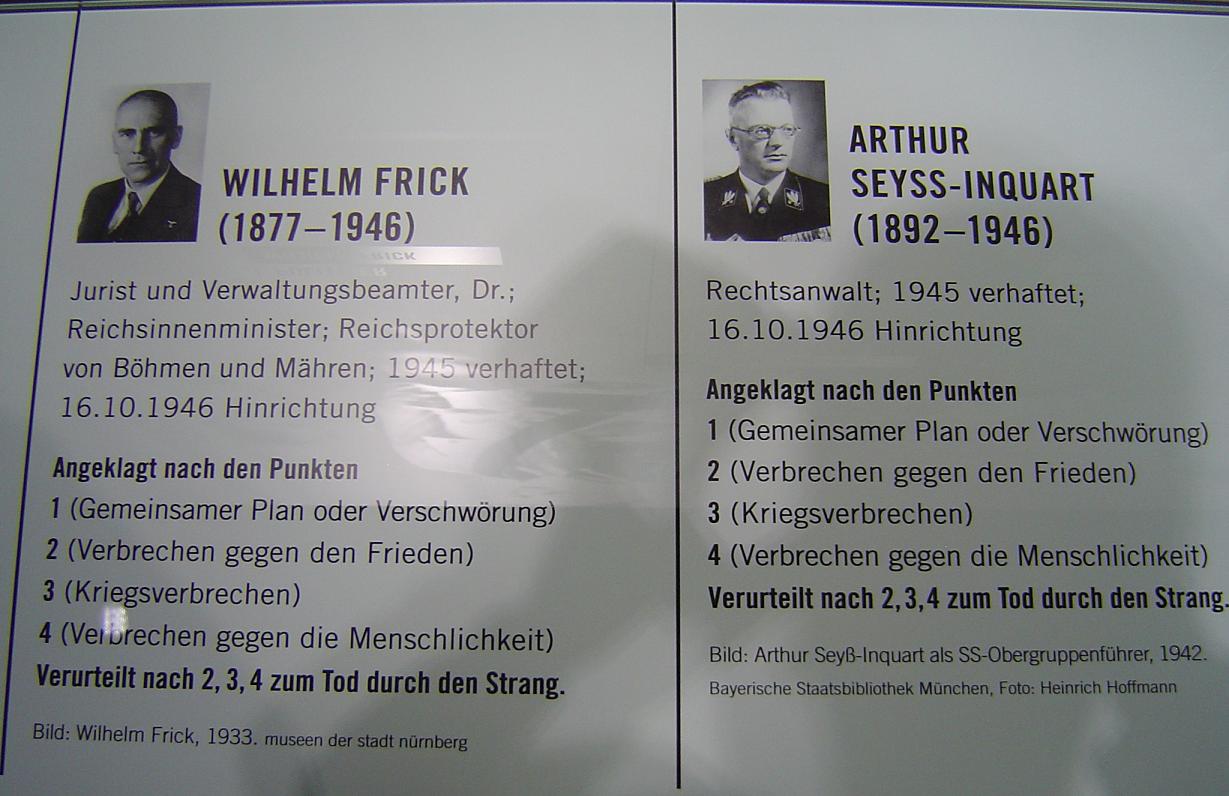 WILHELM FRICK
(1877–1946)
Jurist und Verwaltungsbeamter, Dr.;
Reichsinnenminister; Reichsprotektor
von Böhmen und Mähren; 1945 verhaftet;
16.10.1946 Hinrichtung
Angeklagt nach den Punkten
1 (Gemeinsamer Plan oder Verschwörung)
2 (Verbrechen gegen den Frieden)
3 (Kriegsverbrechen)
4 (Verbrechen gegen die Menschlichkeit)
Verurteilt nach 2, 3, 4 zum Tod durch den Strang.
Bild: Wilhelm Frick, 1933. museen der stadt nürnberg
ARTHUR
SEYSS-INQUART
(1892–1946)
Rechtsanwalt; 1945 verhaftet;
16.10.1946 Hinrichtung
Angeklagt nach den Punkten
1 (Gemeinsamer Plan oder Verschwörung)
2 (Verbrechen gegen den Frieden)
3 (Kriegsverbrechen)
4 (Verbrechen gegen die Menschlichkeit)
Verurteilt nach 2, 3, 4 zum Tod durch den Strang.
Bild: Arthur Seyß-Inquart als SS-Obergruppenführer, 1942.
Bayerische Staatsbibliothek München, Foto: Heinrich Hoffmann